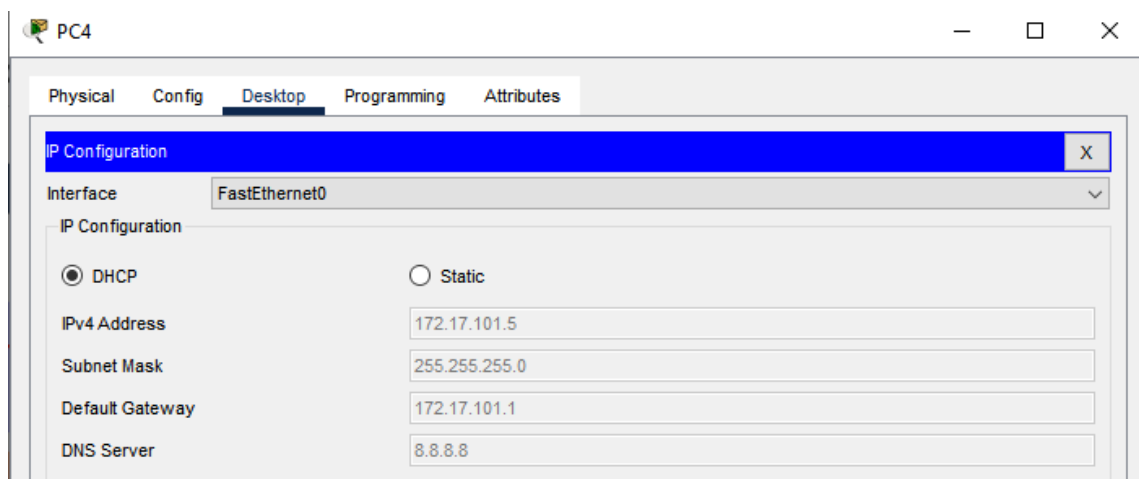 PC4
Physical Config Desktop Programming Attributes
IP Configuration X
Interface FastEthernet0
IP Configuration
DHCP Static
IPv4 Address 172.17.101.5
Subnet Mask 255.255.255.0
Default Gateway 172.17.101.1
DNS Server 8.8.8.8